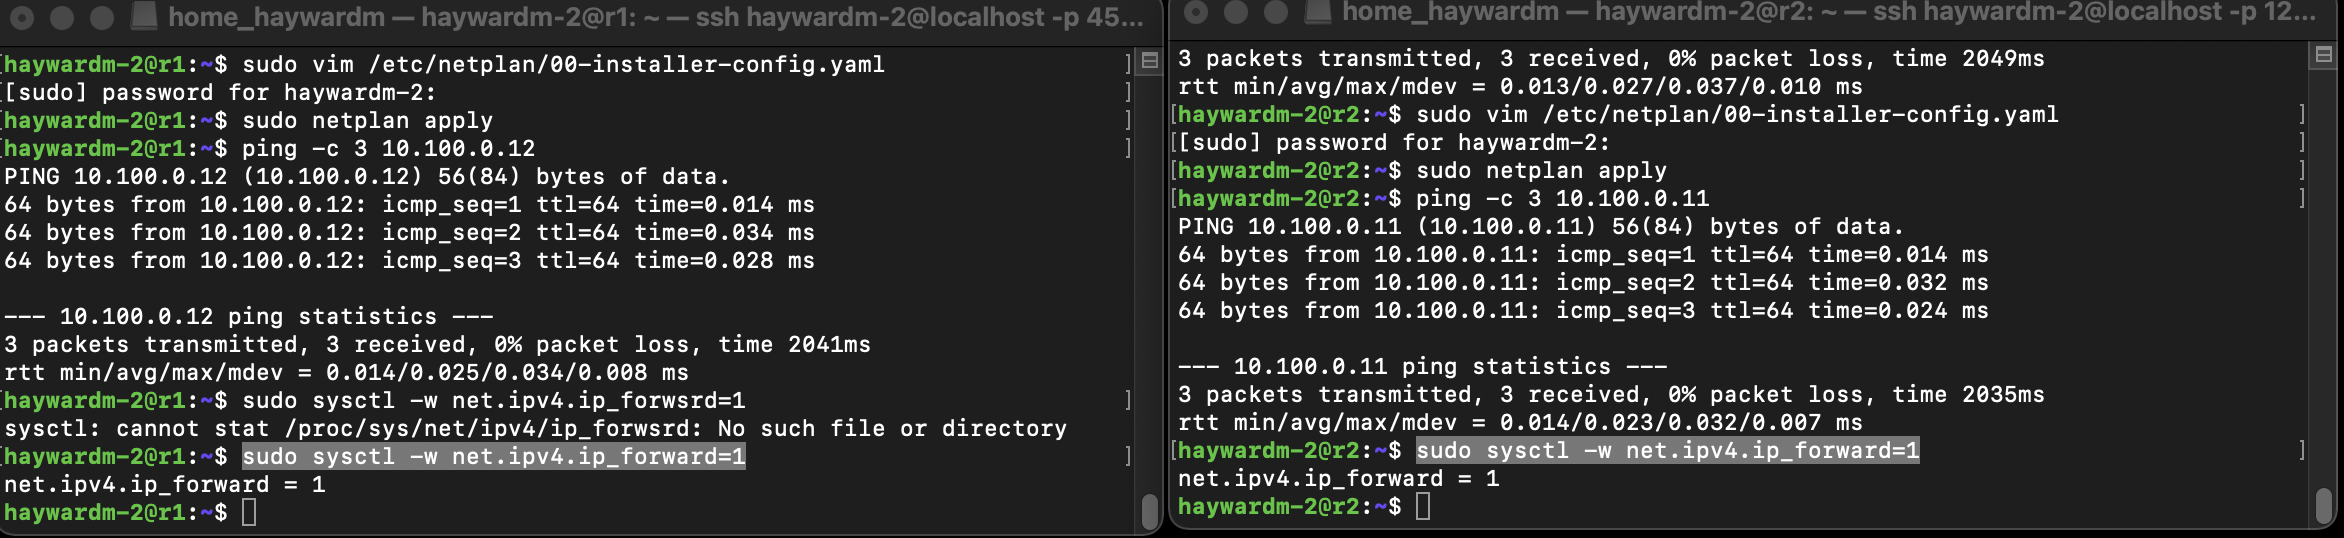 home_haywardm — haywardm-2@r1: ~ — ssh haywardm-2@localhost -p 45...
[haywardm-2@r1:~$ sudo vim /etc/netplan/00-installer-config.yaml ]
[[sudo] password for haywardm-2: ]
[haywardm-2@r1:~$ sudo netplan apply ]
[haywardm-2@r1:~$ ping -c 3 10.100.0.12 ]
PING 10.100.0.12 (10.100.0.12) 56(84) bytes of data.
64 bytes from 10.100.0.12: icmp_seq=1 ttl=64 time=0.014 ms
64 bytes from 10.100.0.12: icmp_seq=2 ttl=64 time=0.034 ms
64 bytes from 10.100.0.12: icmp_seq=3 ttl=64 time=0.028 ms
--- 10.100.0.12 ping statistics ---
3 packets transmitted, 3 received, 0% packet loss, time 2041ms
rtt min/avg/max/mdev = 0.014/0.025/0.034/0.008 ms
[haywardm-2@r1:~$ sudo sysctl -w net.ipv4.ip_forwsrd=1 ]
sysctl: cannot stat /proc/sys/net/ipv4/ip_forwsrd: No such file or directory
[haywardm-2@r1:~$ sudo sysctl -w net.ipv4.ip_forward=1 ]
net.ipv4.ip_forward = 1
haywardm-2@r1:~$
home_haywardm — haywardm-2@r2: ~ — ssh haywardm-2@localhost -p 12...
3 packets transmitted, 3 received, 0% packet loss, time 2049ms
rtt min/avg/max/mdev = 0.013/0.027/0.037/0.010 ms
[haywardm-2@r2:~$ sudo vim /etc/netplan/00-installer-config.yaml ]
[[sudo] password for haywardm-2: ]
[haywardm-2@r2:~$ sudo netplan apply ]
[haywardm-2@r2:~$ ping -c 3 10.100.0.11 ]
PING 10.100.0.11 (10.100.0.11) 56(84) bytes of data.
64 bytes from 10.100.0.11: icmp_seq=1 ttl=64 time=0.014 ms
64 bytes from 10.100.0.11: icmp_seq=2 ttl=64 time=0.032 ms
64 bytes from 10.100.0.11: icmp_seq=3 ttl=64 time=0.024 ms
--- 10.100.0.11 ping statistics ---
3 packets transmitted, 3 received, 0% packet loss, time 2035ms
rtt min/avg/max/mdev = 0.014/0.023/0.032/0.007 ms
[haywardm-2@r2:~$ sudo sysctl -w net.ipv4.ip_forward=1 ]
net.ipv4.ip_forward = 1
haywardm-2@r2:~$